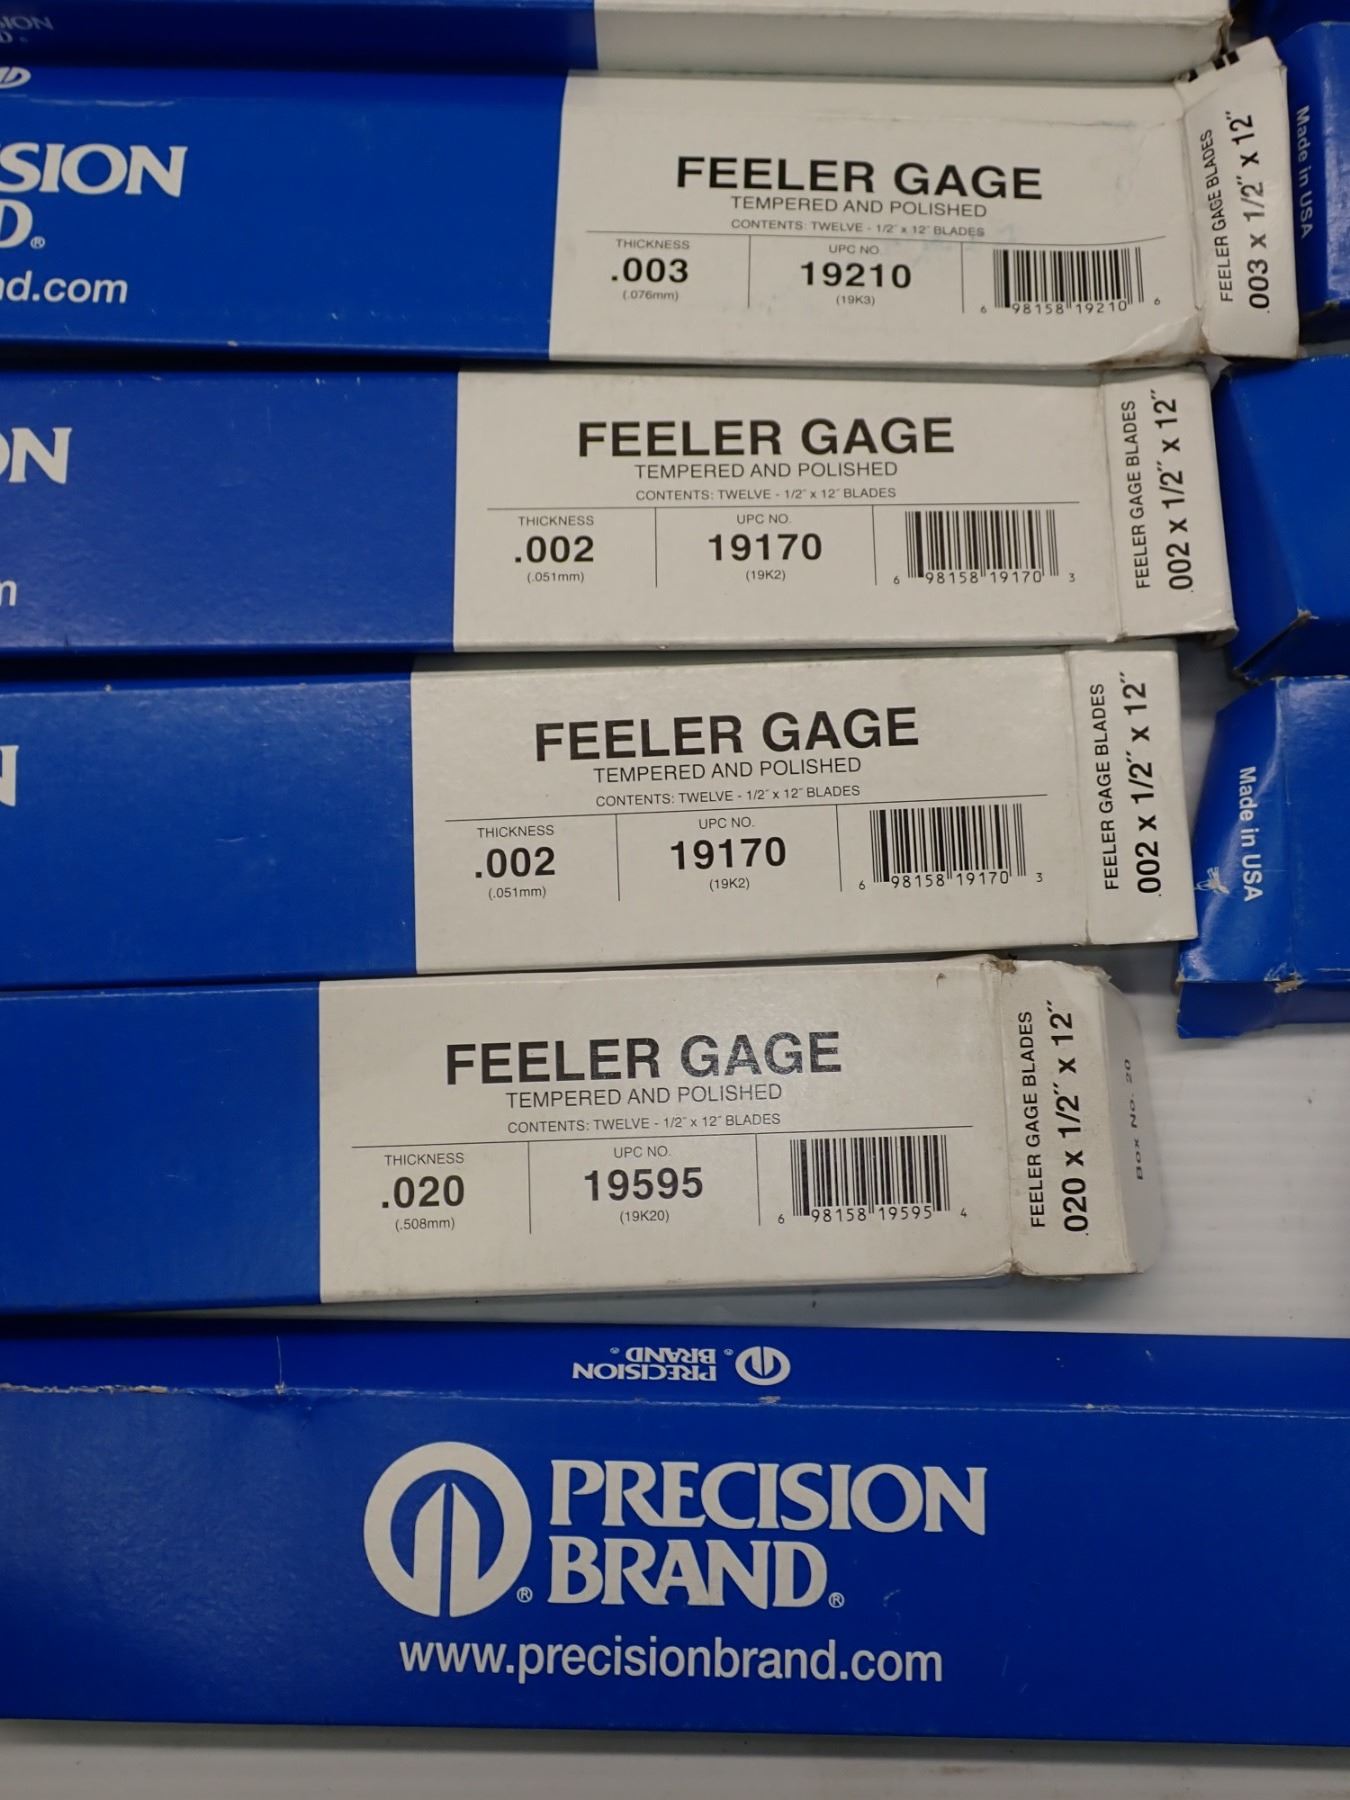 SION
D®
d.com
FEELER GAGE
TEMPERED AND POLISHED
CONTENTS: TWELVE - 1/2" x 12" BLADES
THICKNESS
.003
(.076mm)
UPC NO.
19210
(19K3)
6 98158 19210 6
FEELER GAGE BLADES
.003 x 1/2" x 12"
Made in USA
ON
m
FEELER GAGE
TEMPERED AND POLISHED
CONTENTS: TWELVE - 1/2" x 12" BLADES
THICKNESS
.002
(.051mm)
UPC NO.
19170
(19K2)
6 98158 19170 3
FEELER GAGE BLADES
.002 x 1/2" x 12"
N
FEELER GAGE
TEMPERED AND POLISHED
CONTENTS: TWELVE - 1/2" x 12" BLADES
THICKNESS
.002
(.051mm)
UPC NO.
19170
(19K2)
6 98158 19170 3
FEELER GAGE BLADES
.002 x 1/2" x 12"
Made in USA
FEELER GAGE
TEMPERED AND POLISHED
CONTENTS: TWELVE - 1/2" x 12" BLADES
THICKNESS
.020
(.508mm)
UPC NO.
19595
(19K20)
6 98158 19595 4
FEELER GAGE BLADES
.020 x 1/2" x 12"
Box No. 20
PRECISION
BRAND®
PRECISION
BRAND®
www.precisionbrand.com